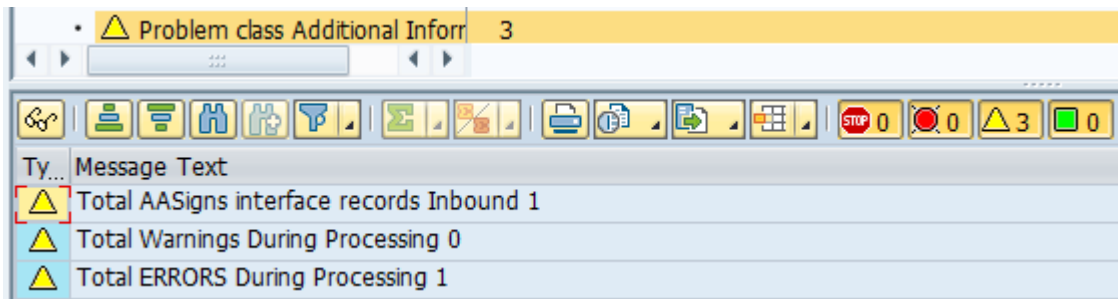 Problem class Additional Inforr 3
STOP 0 0 3 0
Ty... Message Text
Total AASigns interface records Inbound 1
Total Warnings During Processing 0
Total ERRORS During Processing 1